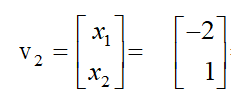 v₂ = [x₁ x₂] = [−2 1]